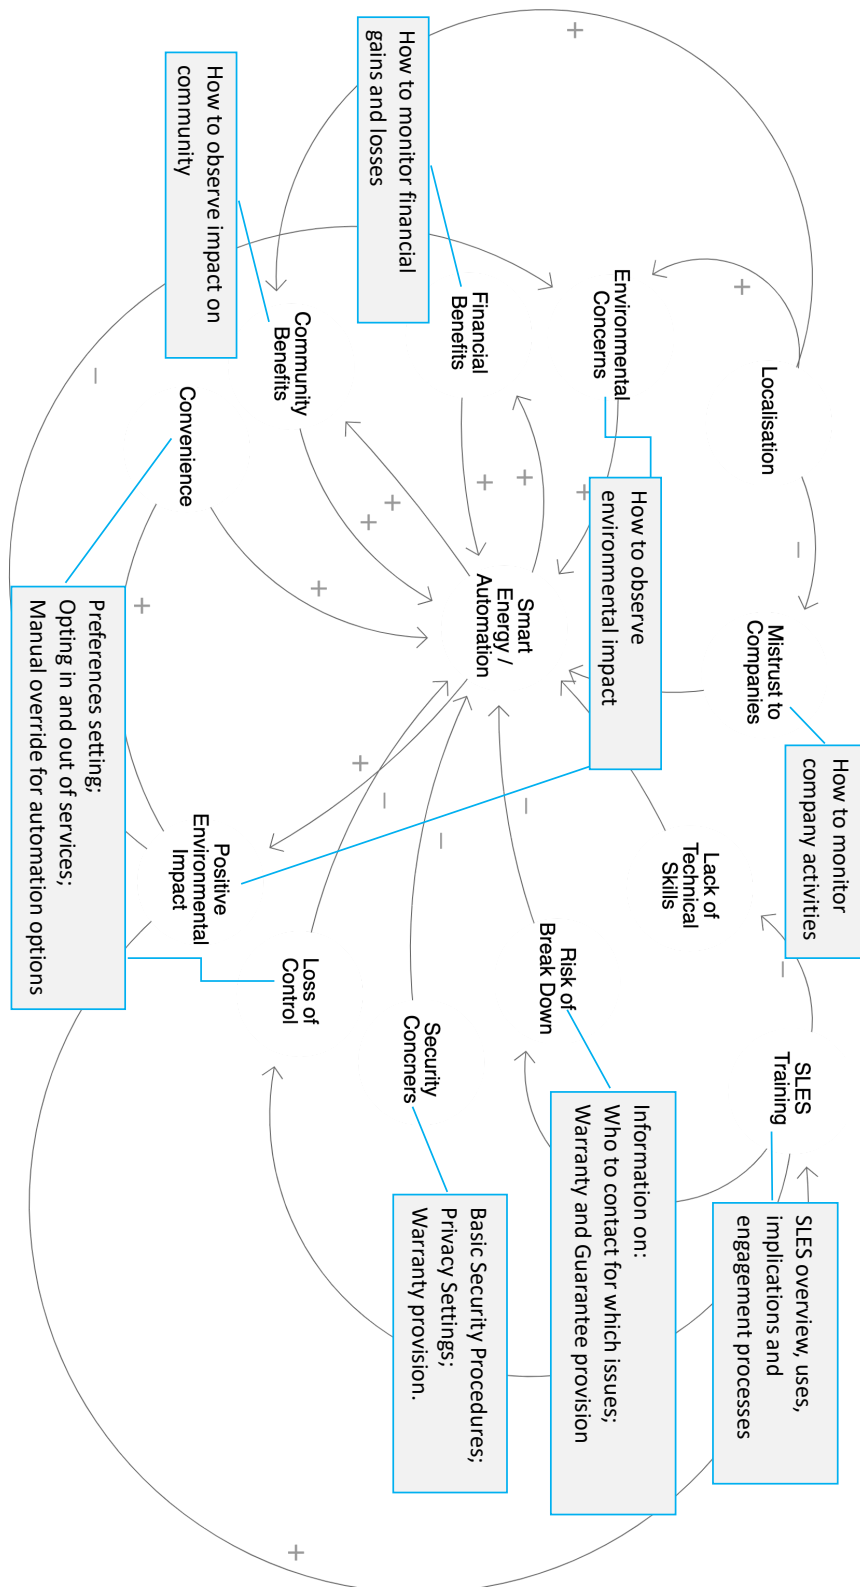 How to monitor financial
gains and losses
How to observe impact on
community
Localisation
Environmental
Concerns
Financial
Benefits
Community
Benefits
Convenience
How to observe
environmental impact
Smart
Energy /
Automation
Mistrust to
Companies
How to monitor
company activities
Preferences setting;
Opting in and out of services;
Manual override for automation options
Lack of
Technical
Skills
Positive
Environmental
Impact
Risk of
Break Down
Loss of
Control
Security
Concners
SLES
Training
Information on:
Who to contact for which issues;
Warranty and Guarantee provision
SLES overview, uses,
implications and
engagement processes
Basic Security Procedures;
Privacy Settings;
Warranty provision.
+
+
–
+
+
+
+
+
+
–
+
+
–
–
–
–
+